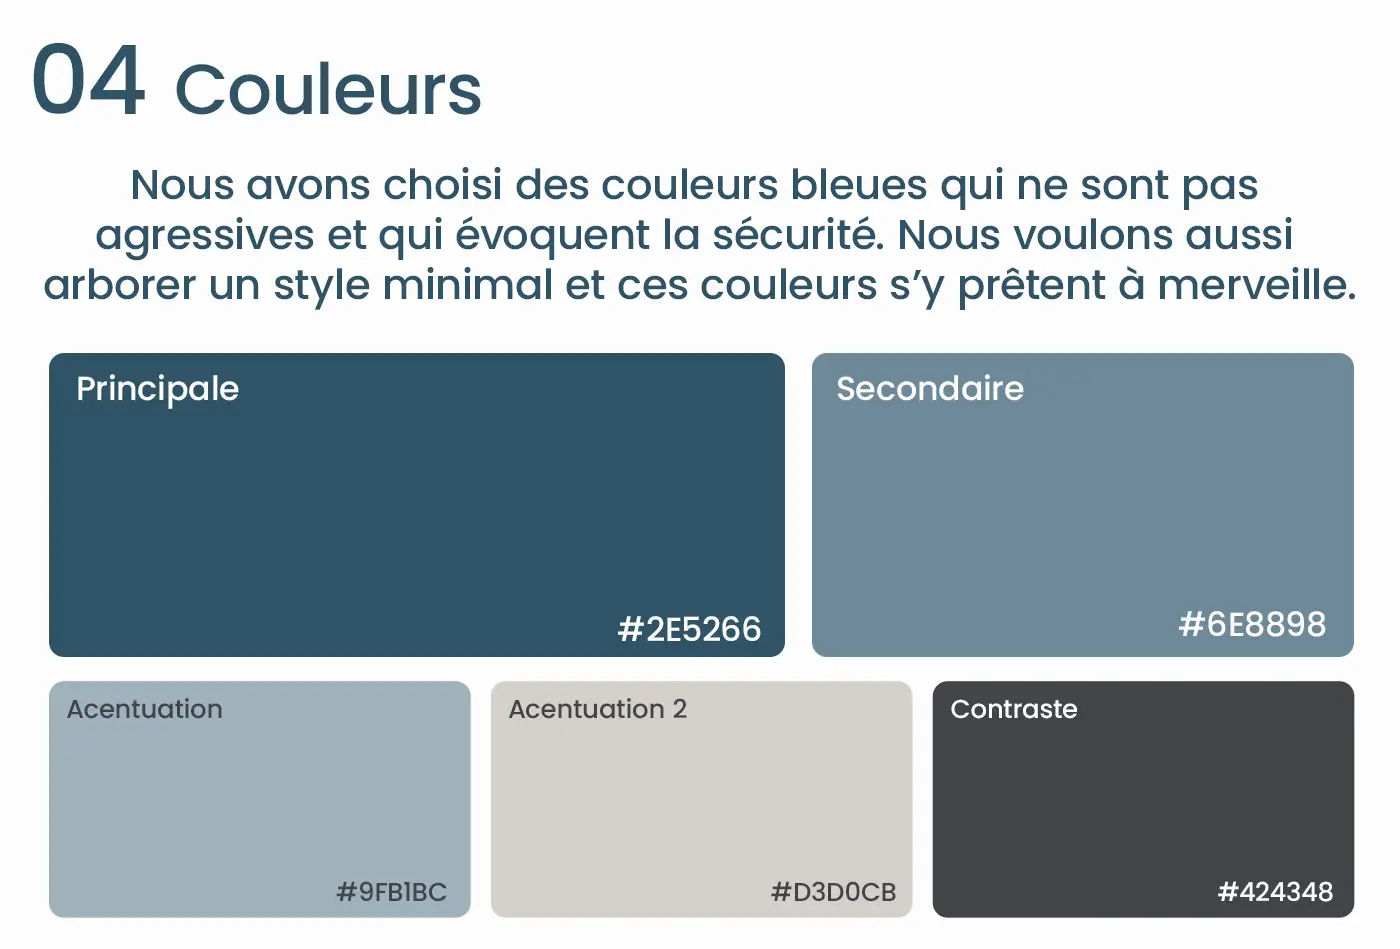 04 Couleurs
Nous avons choisi des couleurs bleues qui ne sont pas
agressives et qui évoquent la sécurité. Nous voulons aussi
arborer un style minimal et ces couleurs s’y prêtent à merveille.
Principale
#2E5266
Secondaire
#6E8898
Acentuation
#9FB1BC
Acentuation 2
#D3D0CB
Contraste
#424348